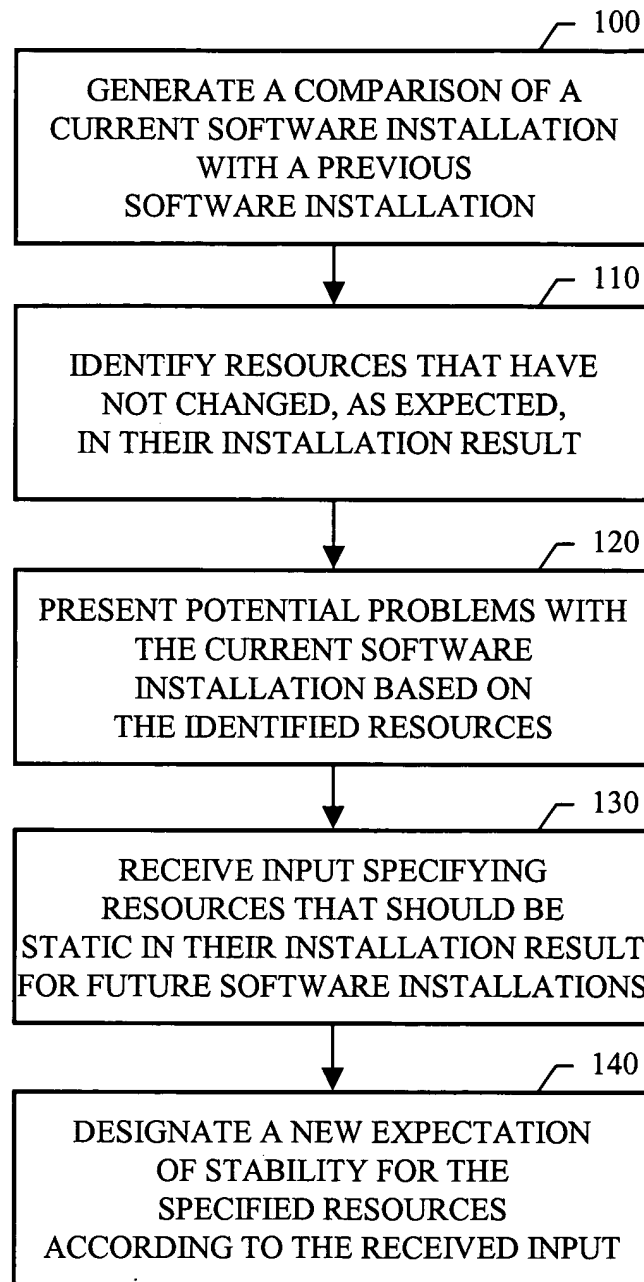 100
GENERATE A COMPARISON OF A
CURRENT SOFTWARE INSTALLATION
WITH A PREVIOUS
SOFTWARE INSTALLATION
110
IDENTIFY RESOURCES THAT HAVE
NOT CHANGED, AS EXPECTED,
IN THEIR INSTALLATION RESULT
120
PRESENT POTENTIAL PROBLEMS WITH
THE CURRENT SOFTWARE
INSTALLATION BASED ON
THE IDENTIFIED RESOURCES
130
RECEIVE INPUT SPECIFYING
RESOURCES THAT SHOULD BE
STATIC IN THEIR INSTALLATION RESULT
FOR FUTURE SOFTWARE INSTALLATIONS
140
DESIGNATE A NEW EXPECTATION
OF STABILITY FOR THE
SPECIFIED RESOURCES
ACCORDING TO THE RECEIVED INPUT